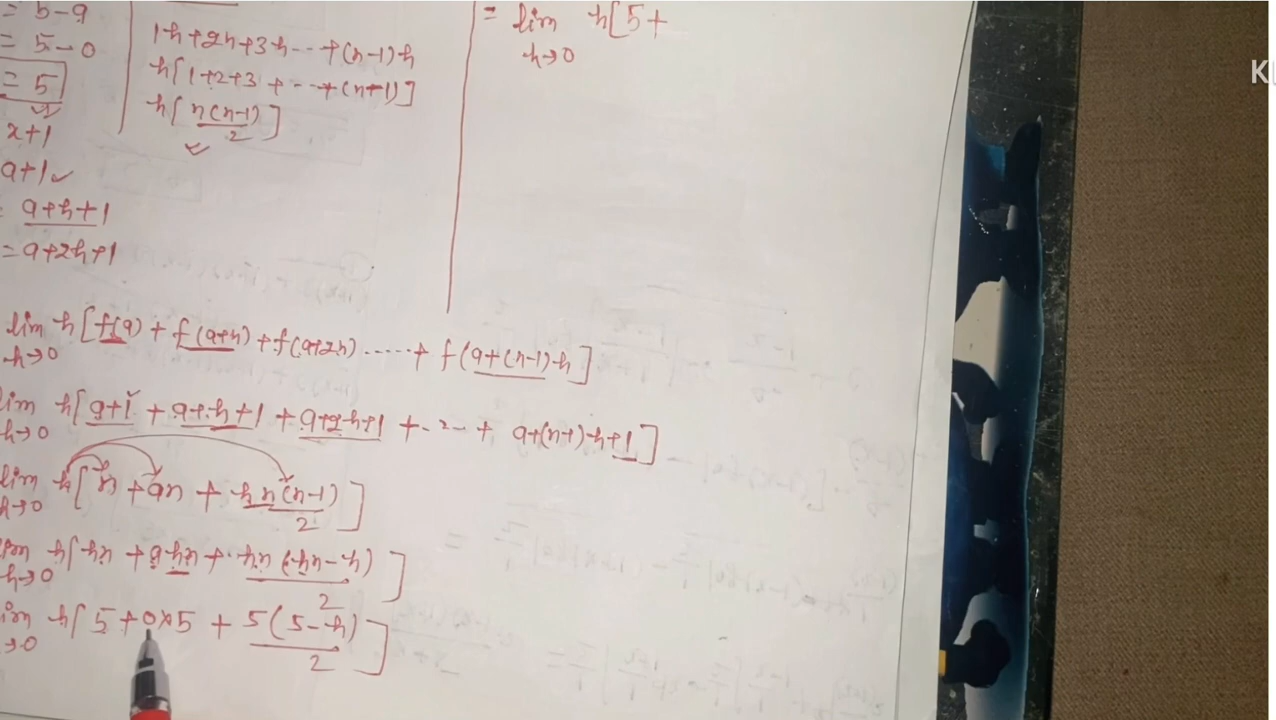 = b-a
= 5-0
= 5
x+1
a+1
a+h+1
= a+2h+1
1h+2h+3h...+(n-1)h
h[1+2+3+...+(n+1)]
h[n(n-1)/2]
= lim h→0 h[5+
lim h→0 h[f(a)+f(a+h)+f(a+2h).....+f(a+(n-1)h]
lim h→0 h[a+1+a+h+1+a+2h+1+...+a+(n-1)h+1]
lim h→0 h[n+an+hn(n-1)/2]
lim h→0 h[hn+ahn+hn(hn-h)/2]
lim h→0 h[5+0×5+5(5-h)/2]